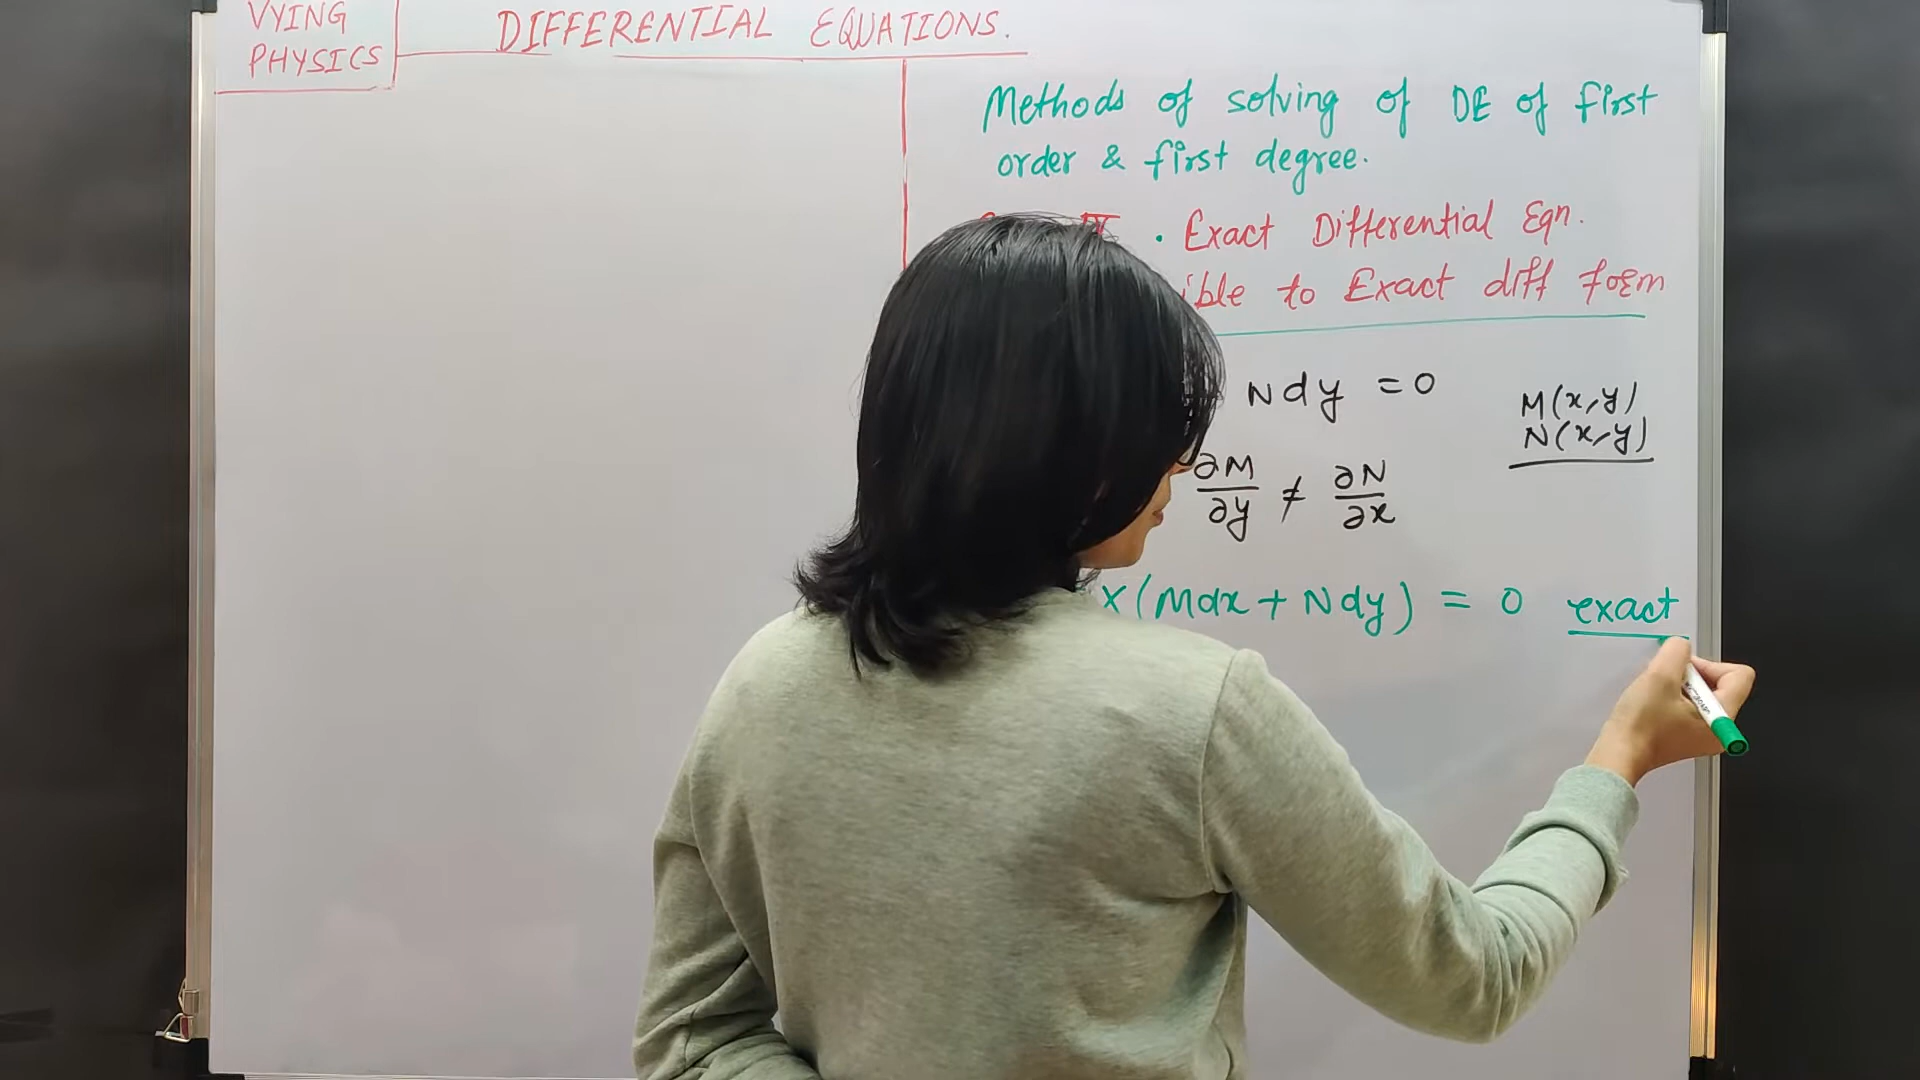 VYING
PHYSICS
DIFFERENTIAL EQUATIONS.
Methods of solving of DE of first
order & first degree.
IV . Exact Differential Eqn.
ible to Exact diff form
Ndy = 0
M(x,y)
N(x,y)
∂M/∂y ≠ ∂N/∂x
X(Mdx + Ndy) = 0 exact